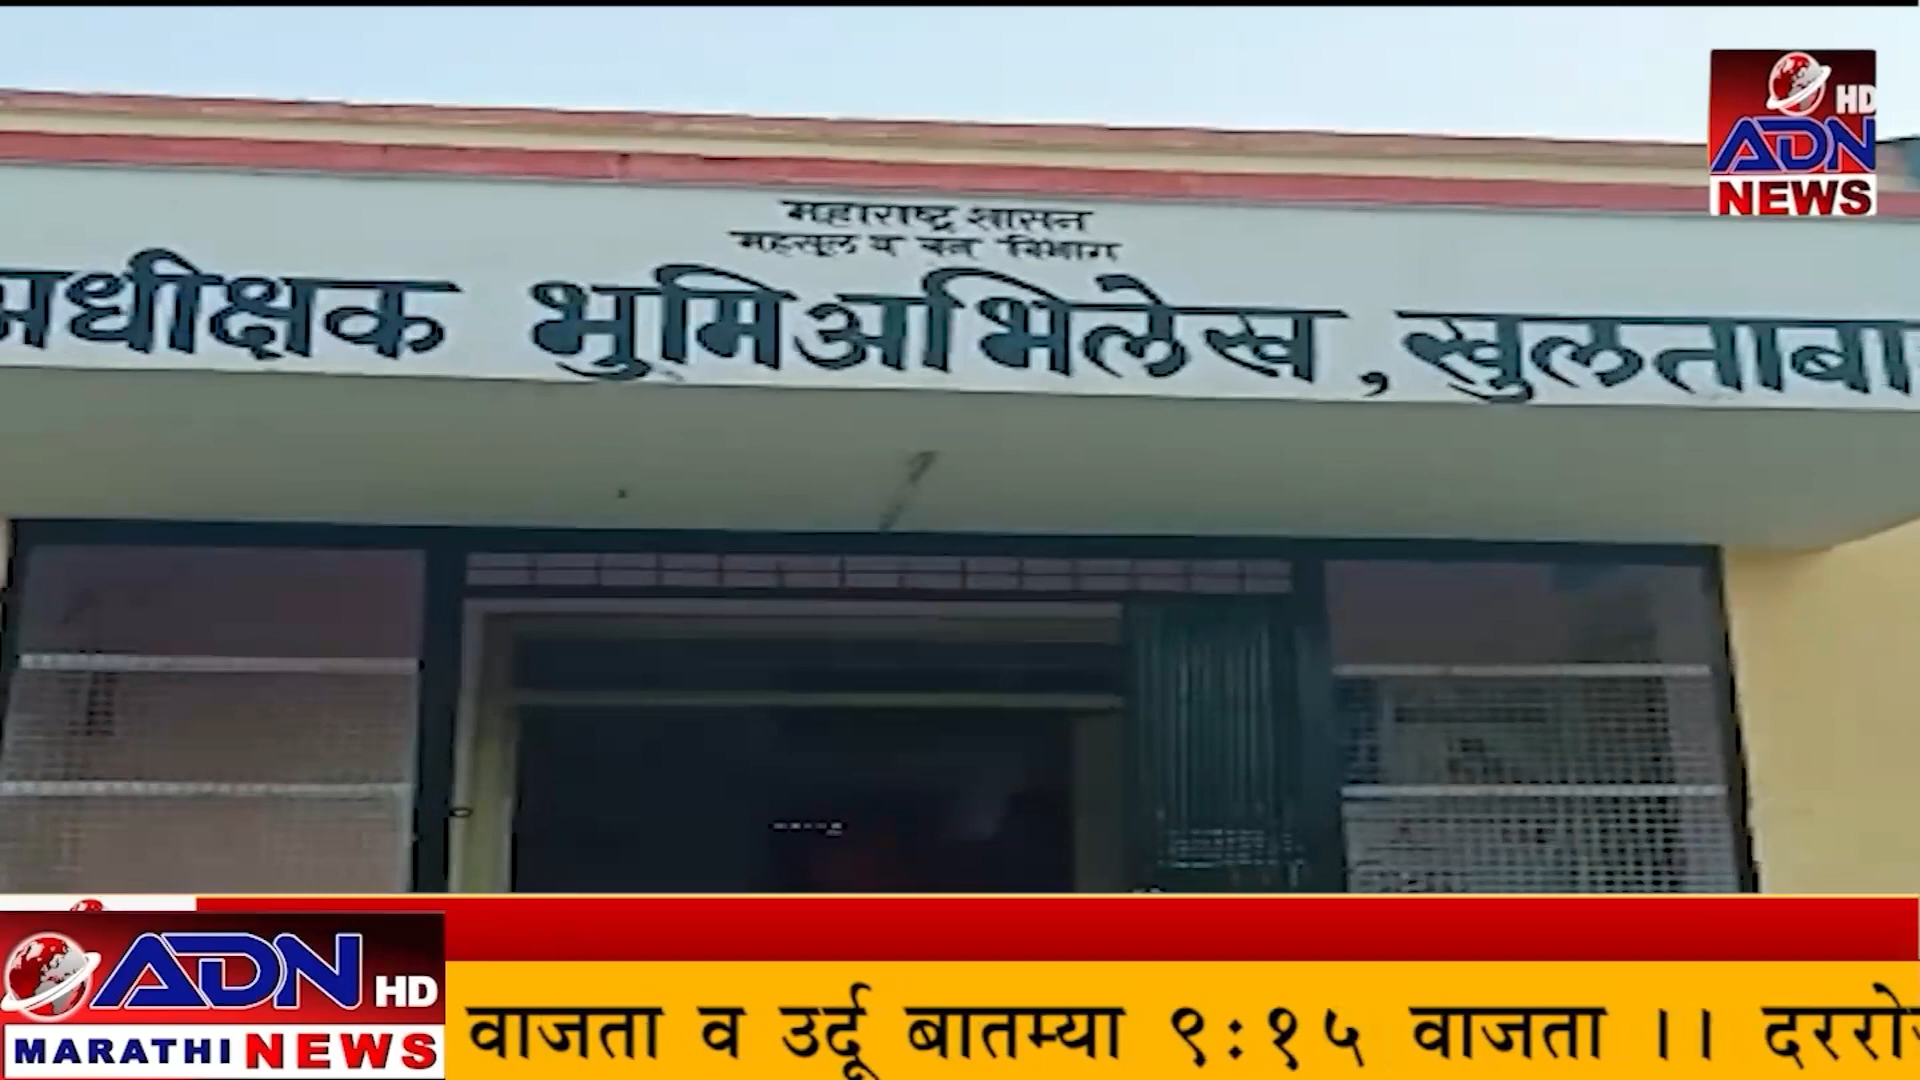 HD
ADN
NEWS
महाराष्ट्र शासन
महसूल व वन विभाग
अधीक्षक भुमिअभिलेख, खुलताबा
ADN HD
MARATHI NEWS
वाजता व उर्दू बातम्या ९:१५ वाजता ।। दररोज